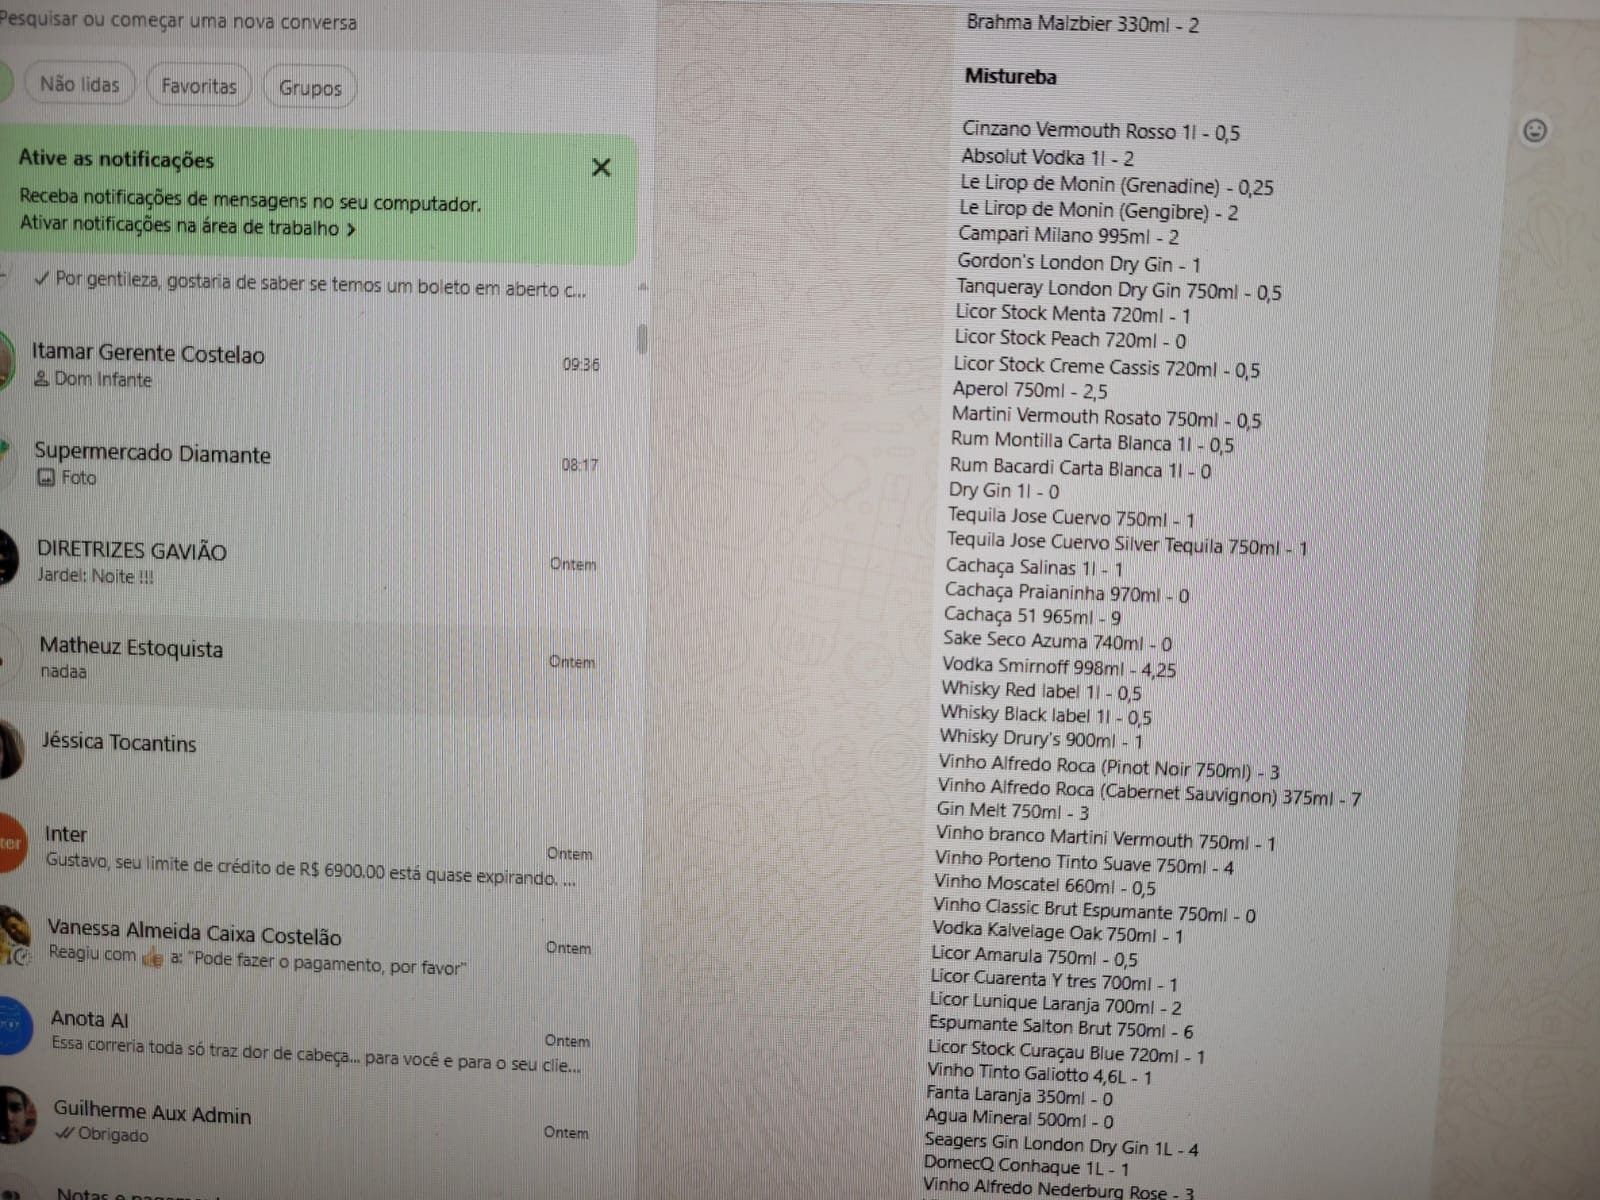 Pesquisar ou começar uma nova conversa
Não lidas
Favoritas
Grupos
Ative as notificações
Receba notificações de mensagens no seu computador.
Ativar notificações na área de trabalho >
Por gentileza, gostaria de saber se temos um boleto em aberto c...
Itamar Gerente Costelao
09:36
Dom Infante
Supermercado Diamante
08:17
Foto
DIRETRIZES GAVIÃO
Ontem
Jardel: Noite !!!
Matheuz Estoquista
Ontem
nadaa
Jéssica Tocantins
Inter
Ontem
Gustavo, seu limite de crédito de R$ 6900.00 está quase expirando. ...
Vanessa Almeida Caixa Costelão
Ontem
Reagiu com 👍 a: "Pode fazer o pagamento, por favor"
Anota AI
Ontem
Essa correria toda só traz dor de cabeça... para você e para o seu clie...
Guilherme Aux Admin
Ontem
Obrigado
Brahma Malzbier 330ml - 2
Mistureba
Cinzano Vermouth Rosso 1l - 0,5
Absolut Vodka 1l - 2
Le Lirop de Monin (Grenadine) - 0,25
Le Lirop de Monin (Gengibre) - 2
Campari Milano 995ml - 2
Gordon's London Dry Gin - 1
Tanqueray London Dry Gin 750ml - 0,5
Licor Stock Menta 720ml - 1
Licor Stock Peach 720ml - 0
Licor Stock Creme Cassis 720ml - 0,5
Aperol 750ml - 2,5
Martini Vermouth Rosato 750ml - 0,5
Rum Montilla Carta Blanca 1l - 0,5
Rum Bacardi Carta Blanca 1l - 0
Dry Gin 1l - 0
Tequila Jose Cuervo 750ml - 1
Tequila Jose Cuervo Silver Tequila 750ml - 1
Cachaça Salinas 1l - 1
Cachaça Praianinha 970ml - 0
Cachaça 51 965ml - 9
Sake Seco Azuma 740ml - 0
Vodka Smirnoff 998ml - 4,25
Whisky Red label 1l - 0,5
Whisky Black label 1l - 0,5
Whisky Drury's 900ml - 1
Vinho Alfredo Roca (Pinot Noir 750ml) - 3
Vinho Alfredo Roca (Cabernet Sauvignon) 375ml - 7
Gin Melt 750ml - 3
Vinho branco Martini Vermouth 750ml - 1
Vinho Porteno Tinto Suave 750ml - 4
Vinho Moscatel 660ml - 0,5
Vinho Classic Brut Espumante 750ml - 0
Vodka Kalvelage Oak 750ml - 1
Licor Amarula 750ml - 0,5
Licor Cuarenta Y tres 700ml - 1
Licor Lunique Laranja 700ml - 2
Espumante Salton Brut 750ml - 6
Licor Stock Curaçau Blue 720ml - 1
Vinho Tinto Galiotto 4,6L - 1
Fanta Laranja 350ml - 0
Agua Mineral 500ml - 0
Seagers Gin London Dry Gin 1L - 4
DomecQ Conhaque 1L - 1
Vinho Alfredo Nederburg Rose - 3